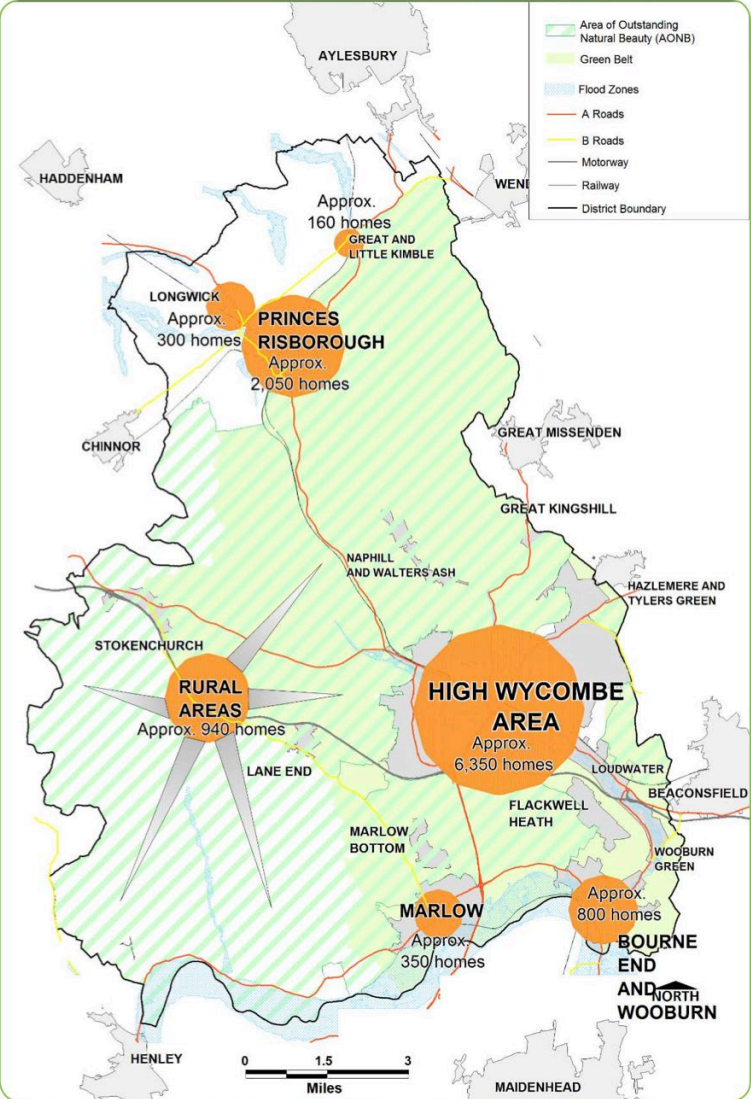 AYLESBURY
Area of Outstanding
Natural Beauty (AONB)
Green Belt
Flood Zones
A Roads
B Roads
Motorway
Railway
District Boundary
HADDENHAM
WEND
Approx.
160 homes
GREAT AND
LITTLE KIMBLE
LONGWICK
Approx.
300 homes
PRINCES
RISBOROUGH
Approx.
2,050 homes
CHINNOR
GREAT MISSENDEN
GREAT KINGSHILL
NAPHILL
AND WALTERS ASH
HAZLEMERE AND
TYLERS GREEN
STOKENCHURCH
RURAL
AREAS
Approx. 940 homes
HIGH WYCOMBE
AREA
Approx.
6,350 homes
LANE END
LOUDWATER
BEACONSFIELD
FLACKWELL
HEATH
MARLOW
BOTTOM
WOOBURN
GREEN
MARLOW
Approx.
350 homes
Approx.
800 homes
BOURNE
END
AND
WOOBURN
NORTH
HENLEY
0 1.5 3
Miles
MAIDENHEAD